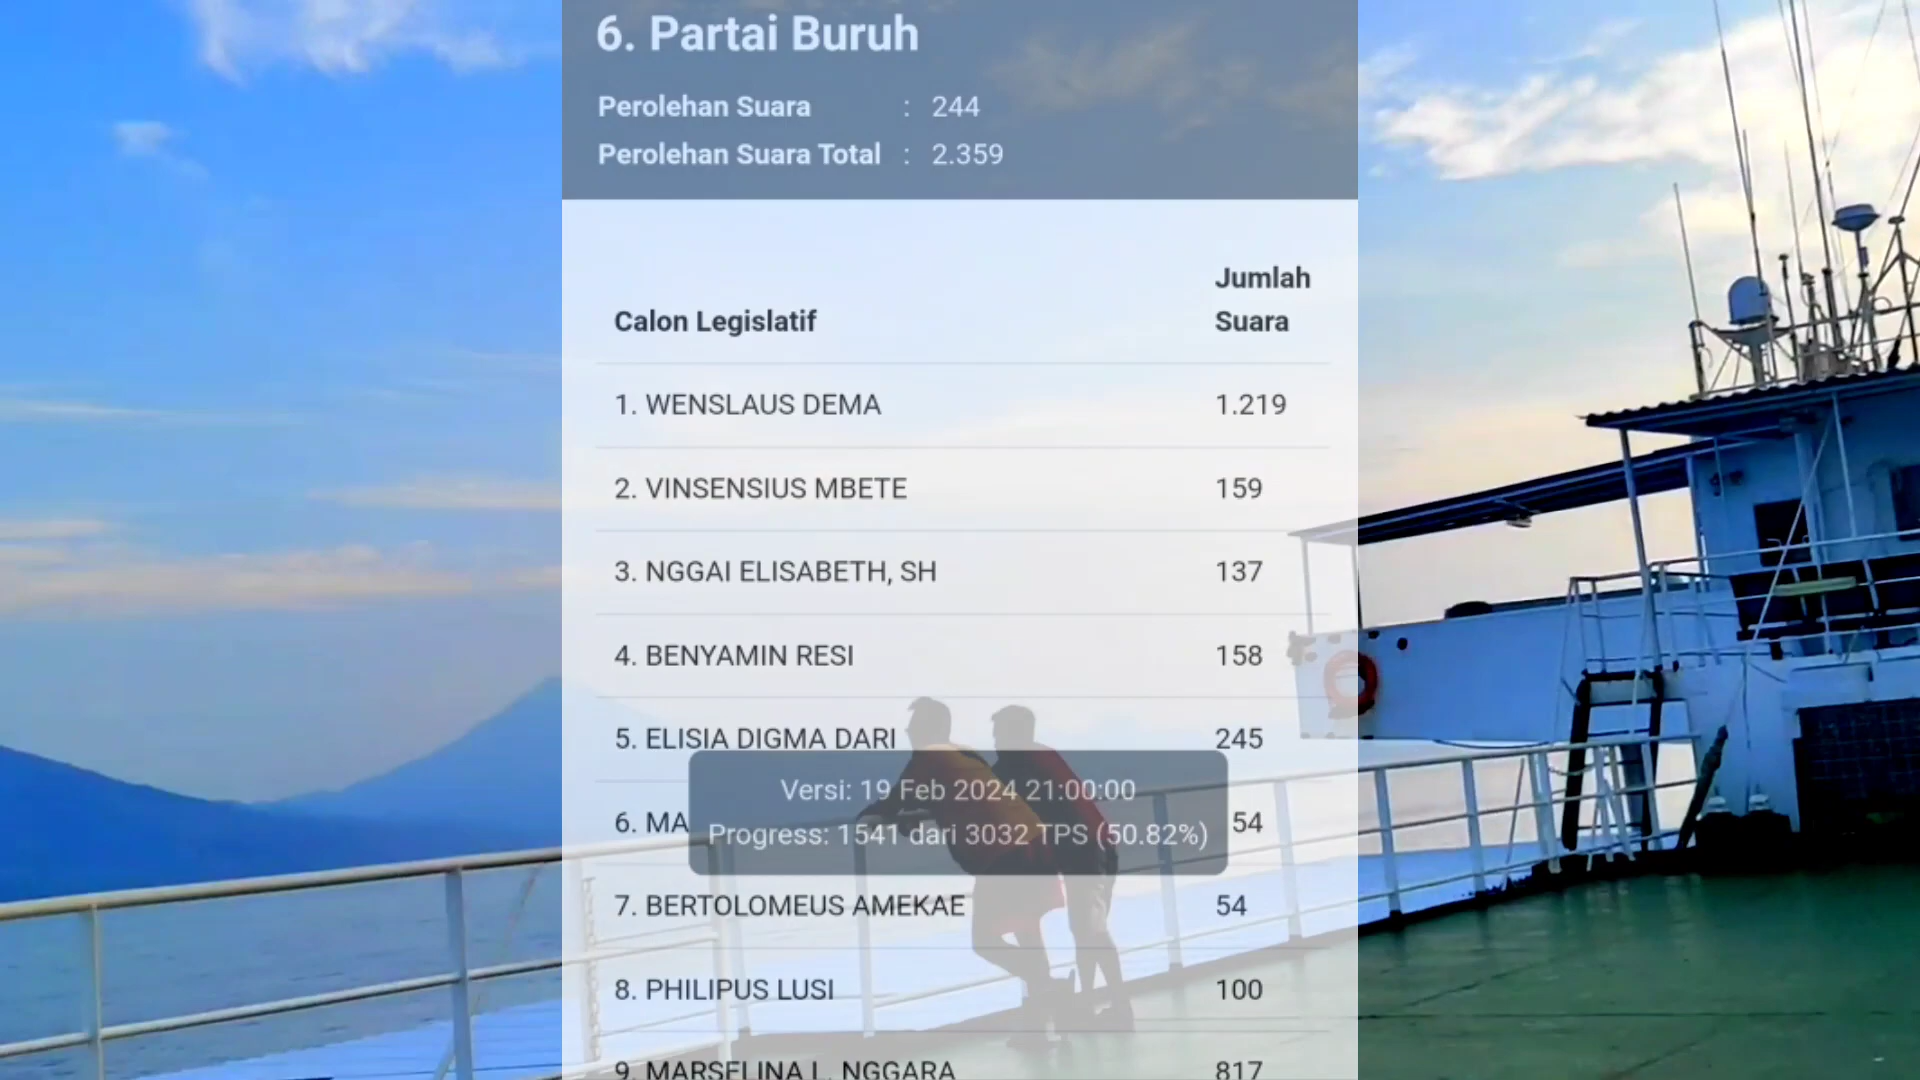 6. Partai Buruh
Perolehan Suara : 244
Perolehan Suara Total : 2.359
Calon Legislatif Jumlah Suara
1. WENSLAUS DEMA 1.219
2. VINSENSIUS MBETE 159
3. NGGAI ELISABETH, SH 137
4. BENYAMIN RESI 158
5. ELISIA DIGMA DARI 245
Versi: 19 Feb 2024 21:00:00
6. MA 54
Progress: 1541 dari 3032 TPS (50.82%)
7. BERTOLOMEUS AMEKAE 54
8. PHILIPUS LUSI 100
9. MARSELINA L. NGGARA 817